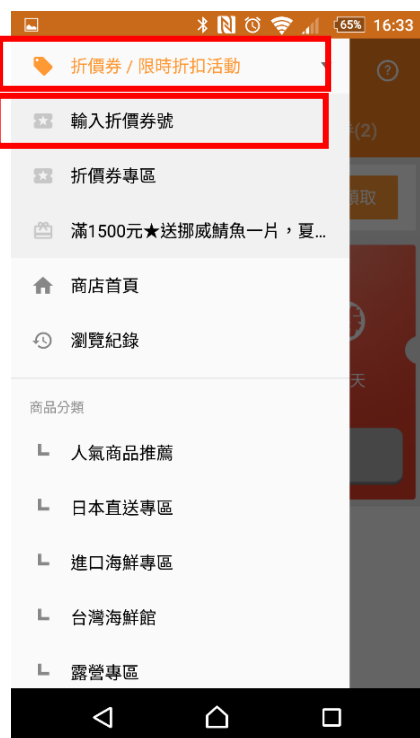 65% 16:33
折價券 / 限時折扣活動
輸入折價券號
(2)
折價券專區
領取
滿1500元★送挪威鯖魚一片，夏...
商店首頁
瀏覽紀錄
天
商品分類
人氣商品推薦
日本直送專區
進口海鮮專區
台灣海鮮館
露營專區